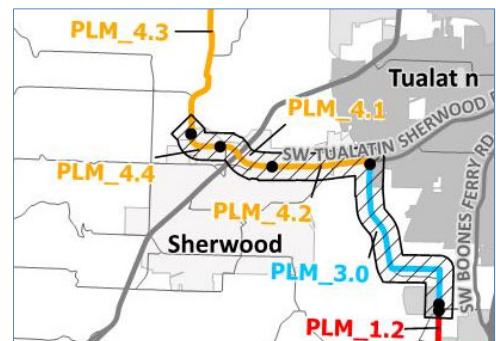 PLM_4.3
Tualat n
PLM_4.1
SW TUALATIN SHERWOOD
PLM_4.4
PLM_4.2
Sherwood
PLM_3.0
SW BOONES FERRY RD
PLM_1.2